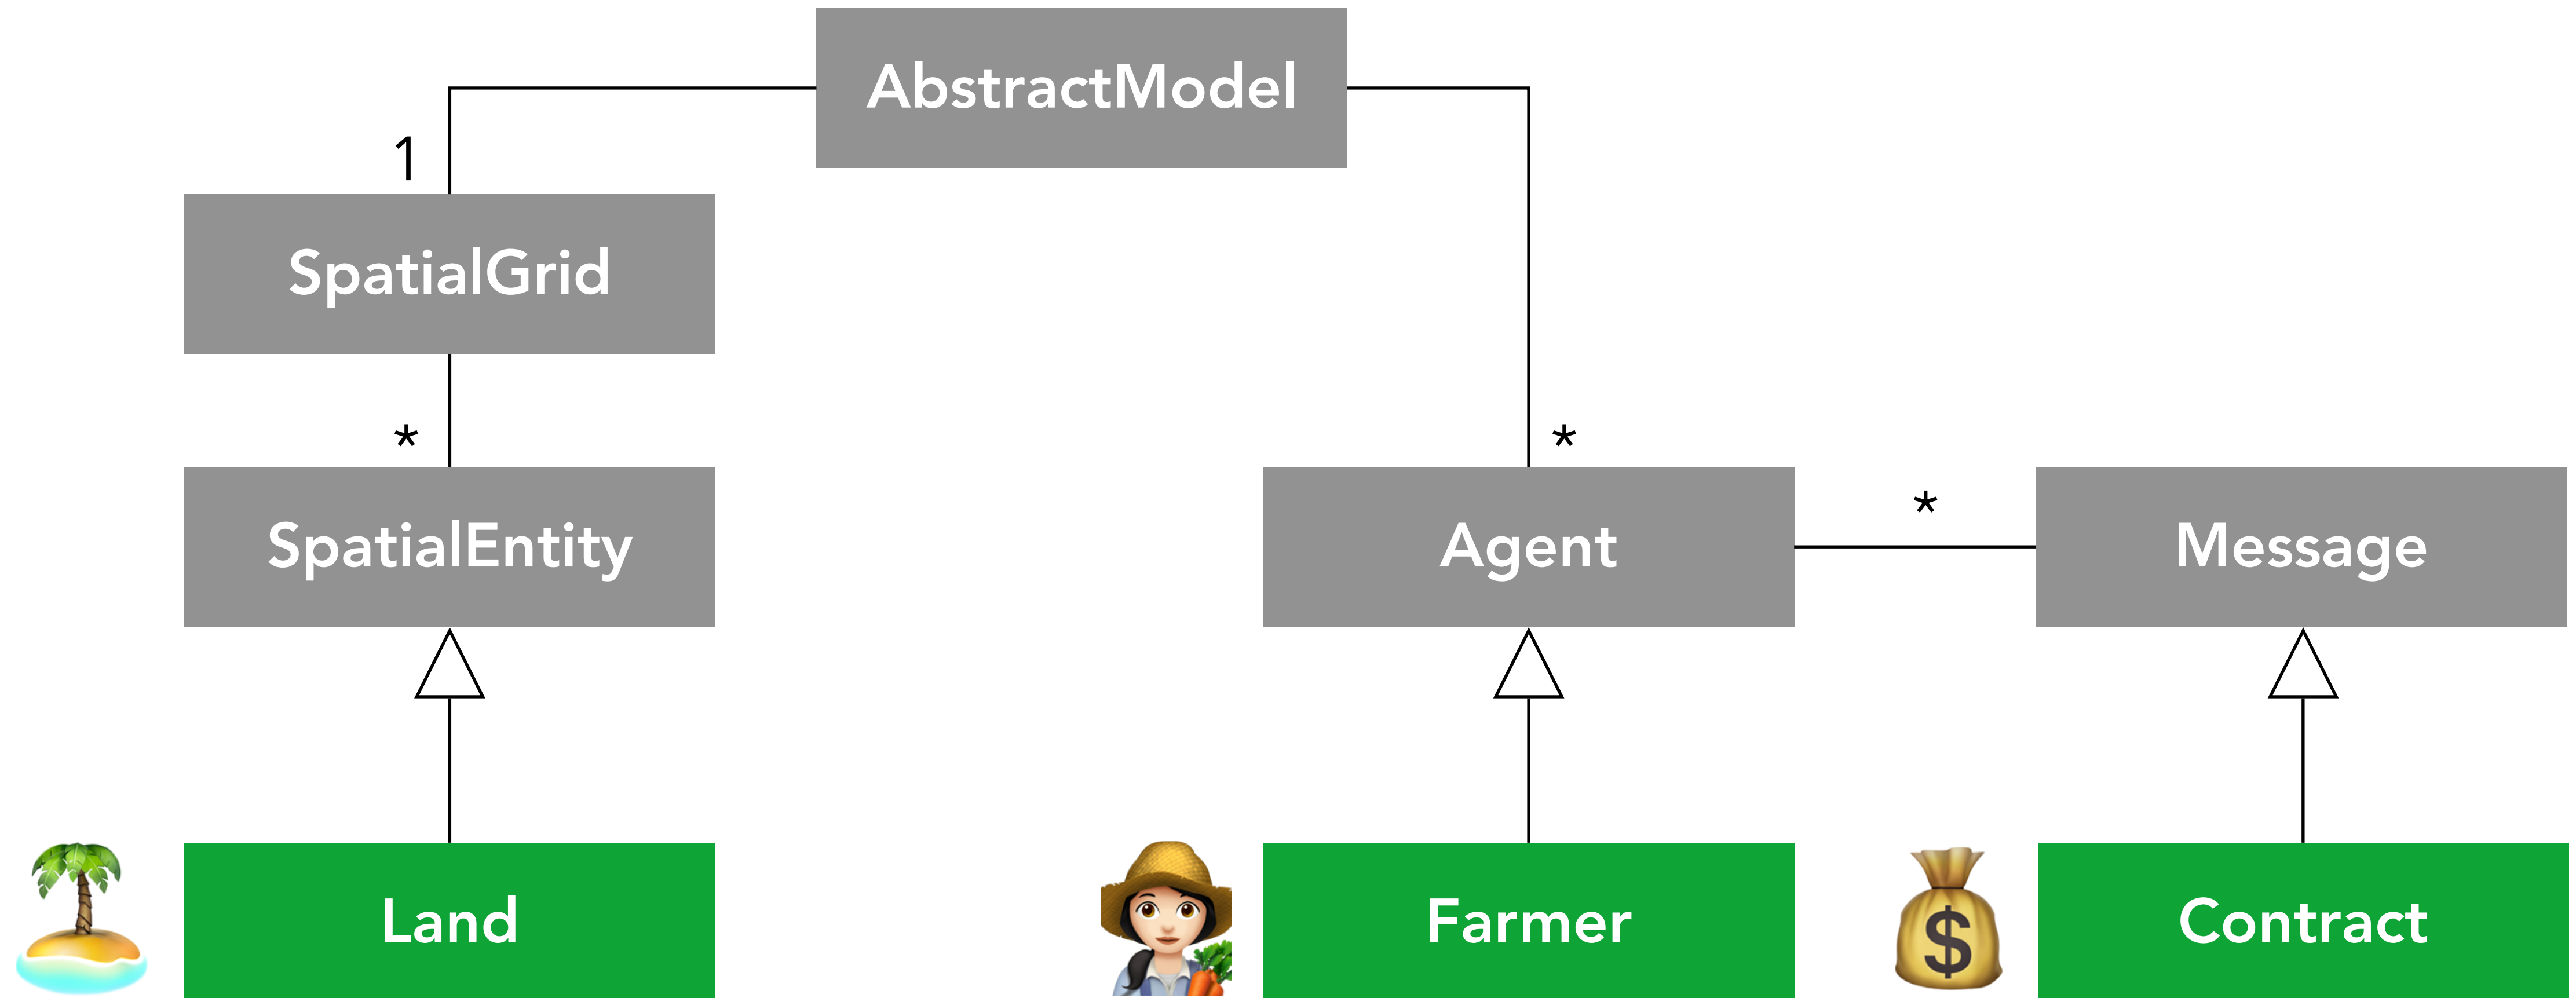 AbstractModel
1
SpatialGrid
*
*
*
SpatialEntity
Agent
Message
Land
Farmer
$
Contract